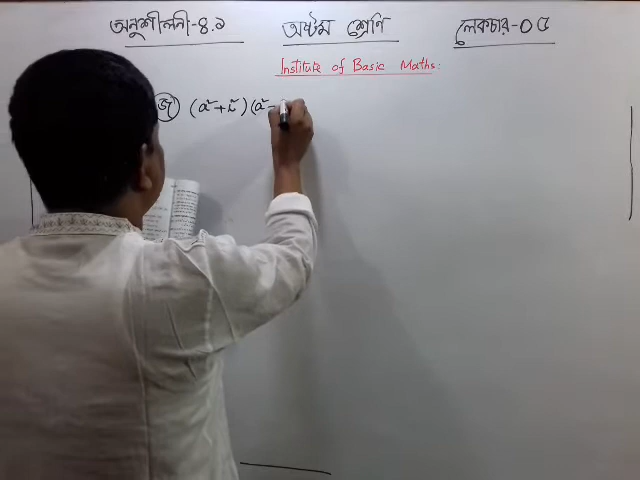 অনুশীলনী-৪.১ অষ্টম শ্রেণি লেকচার-০৫
Institute of Basic Maths:
জ (a² + b²) (a² -